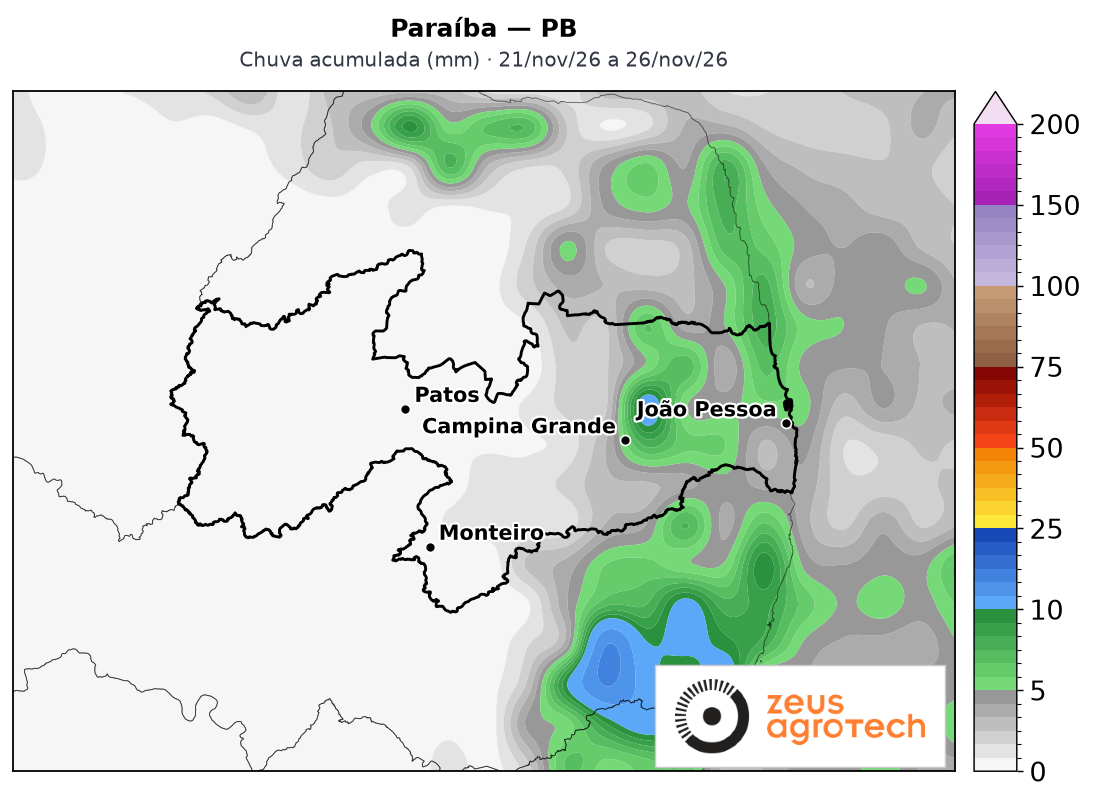 Paraíba — PB
Chuva acumulada (mm) · 21/nov/26 a 26/nov/26
Patos
Campina Grande
João Pessoa
Monteiro
200
150
100
75
50
25
10
5
0
zeus
agrotech